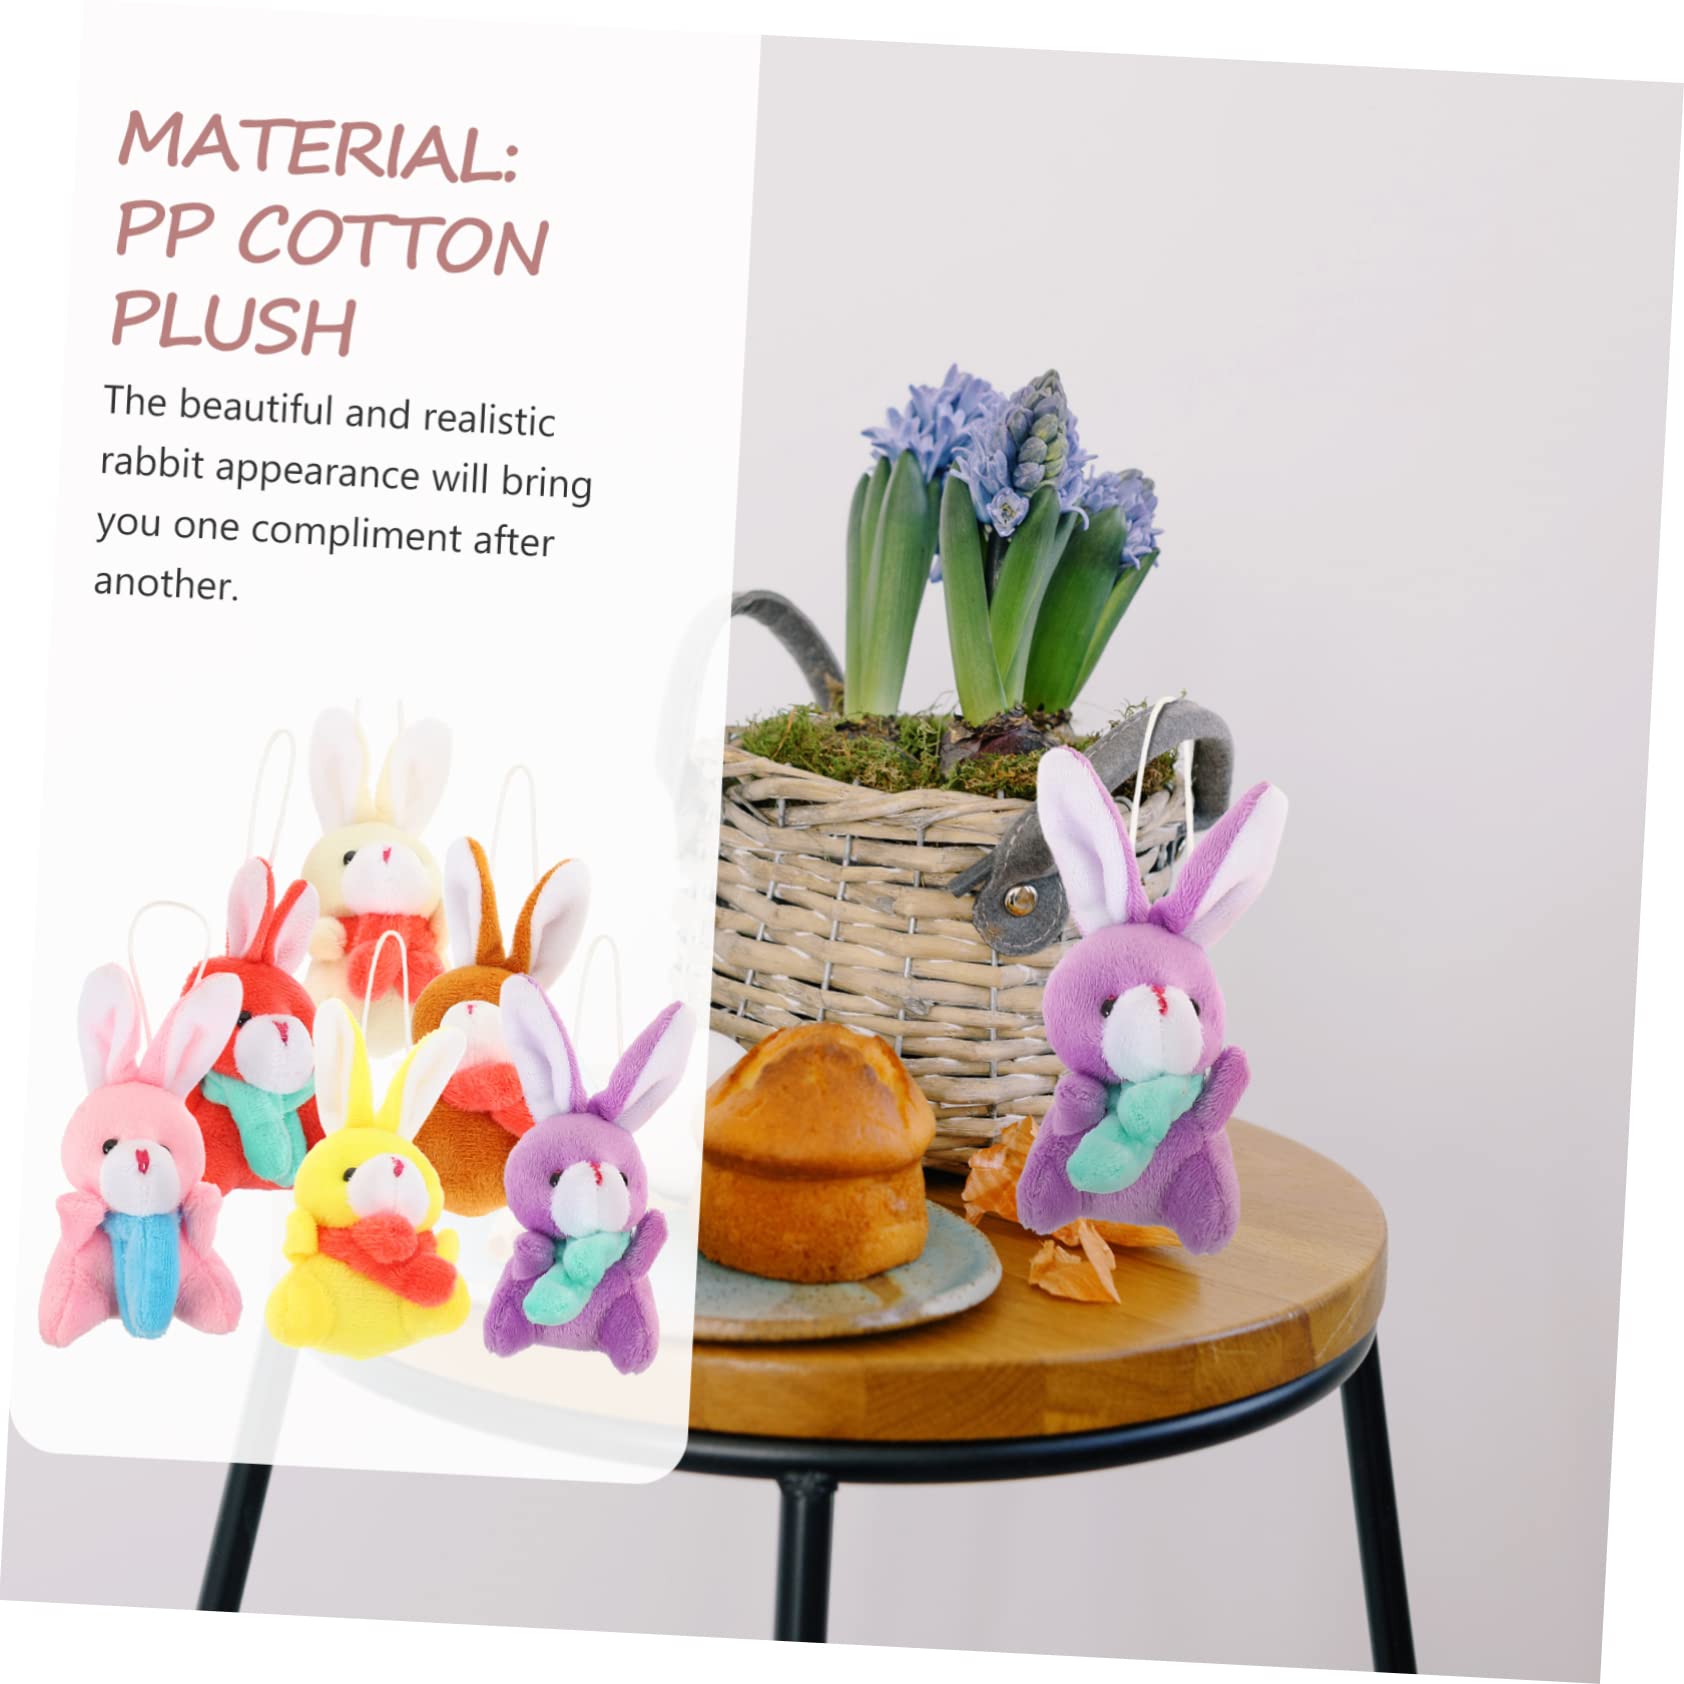 MATERIAL:
PP COTTON
PLUSH
The beautiful and realistic
rabbit appearance will bring
you one compliment after
another.